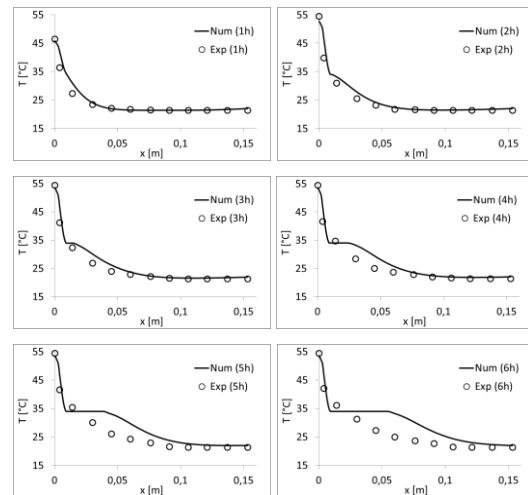 55
45
35
25
15
T [°C]
0
0,05
0,1
0,15
x [m]
Num (1h)
Exp (1h)
55
45
35
25
15
T [°C]
0
0,05
0,1
0,15
x [m]
Num (2h)
Exp (2h)
55
45
35
25
15
T [°C]
0
0,05
0,1
0,15
x [m]
Num (3h)
Exp (3h)
55
45
35
25
15
T [°C]
0
0,05
0,1
0,15
x [m]
Num (4h)
Exp (4h)
55
45
35
25
15
T [°C]
0
0,05
0,1
0,15
x [m]
Num (5h)
Exp (5h)
55
45
35
25
15
T [°C]
0
0,05
0,1
0,15
x [m]
Num (6h)
Exp (6h)